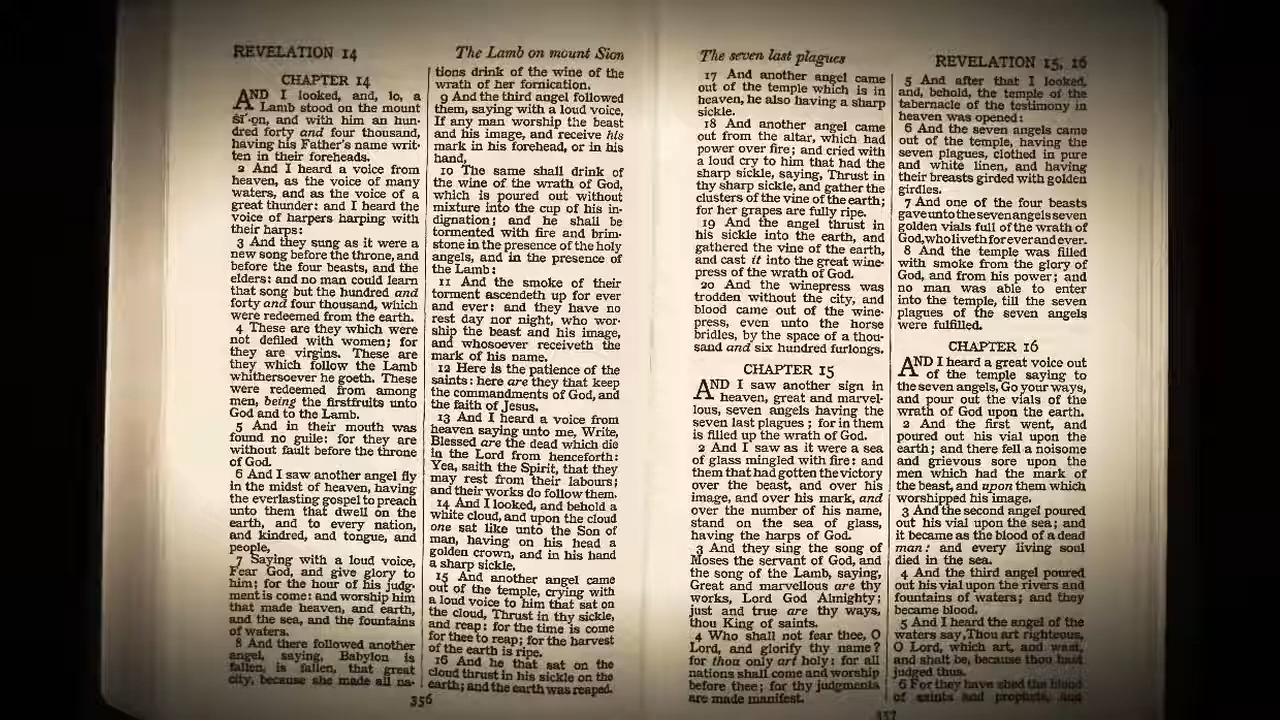 REVELATION 14
The Lamb on mount Sion
CHAPTER 14
AND I looked, and, lo, a
Lamb stood on the mount
Sī´-ǫn, and with him an hun-
dred forty and four thousand,
having his Father's name writ-
ten in their foreheads.
2 And I heard a voice from
heaven, as the voice of many
waters, and as the voice of a
great thunder: and I heard the
voice of harpers harping with
their harps:
3 And they sung as it were a
new song before the throne, and
before the four beasts, and the
elders: and no man could learn
that song but the hundred and
forty and four thousand, which
were redeemed from the earth.
4 These are they which were
not defiled with women; for
they are virgins. These are
they which follow the Lamb
whithersoever he goeth. These
were redeemed from among
men, being the firstfruits unto
God and to the Lamb.
5 And in their mouth was
found no guile: for they are
without fault before the throne
of God.
6 And I saw another angel fly
in the midst of heaven, having
the everlasting gospel to preach
unto them that dwell on the
earth, and to every nation,
and kindred, and tongue, and
people,
7 Saying with a loud voice,
Fear God, and give glory to
him; for the hour of his judg-
ment is come: and worship him
that made heaven, and earth,
and the sea, and the fountains
of waters.
8 And there followed another
angel, saying, Babylon is
fallen, is fallen, that great
city, because she made all na-
tions drink of the wine of the
wrath of her fornication.
9 And the third angel followed
them, saying with a loud voice,
If any man worship the beast
and his image, and receive his
mark in his forehead, or in his
hand,
10 The same shall drink of
the wine of the wrath of God,
which is poured out without
mixture into the cup of his in-
dignation; and he shall be
tormented with fire and brim-
stone in the presence of the holy
angels, and in the presence of
the Lamb:
11 And the smoke of their
torment ascendeth up for ever
and ever: and they have no
rest day nor night, who wor-
ship the beast and his image,
and whosoever receiveth the
mark of his name.
12 Here is the patience of the
saints: here are they that keep
the commandments of God, and
the faith of Jesus.
13 And I heard a voice from
heaven saying unto me, Write,
Blessed are the dead which die
in the Lord from henceforth:
Yea, saith the Spirit, that they
may rest from their labours;
and their works do follow them.
14 And I looked, and behold a
white cloud, and upon the cloud
one sat like unto the Son of
man, having on his head a
golden crown, and in his hand
a sharp sickle.
15 And another angel came
out of the temple, crying with
a loud voice to him that sat on
the cloud, Thrust in thy sickle,
and reap: for the time is come
for thee to reap; for the harvest
of the earth is ripe.
16 And he that sat on the
cloud thrust in his sickle on the
earth; and the earth was reaped.
356
The seven last plagues
REVELATION 15, 16
17 And another angel came
out of the temple which is in
heaven, he also having a sharp
sickle.
18 And another angel came
out from the altar, which had
power over fire; and cried with
a loud cry to him that had the
sharp sickle, saying, Thrust in
thy sharp sickle, and gather the
clusters of the vine of the earth;
for her grapes are fully ripe.
19 And the angel thrust in
his sickle into the earth, and
gathered the vine of the earth,
and cast it into the great wine-
press of the wrath of God.
20 And the winepress was
trodden without the city, and
blood came out of the wine-
press, even unto the horse
bridles, by the space of a thou-
sand and six hundred furlongs.
CHAPTER 15
AND I saw another sign in
heaven, great and marvel-
lous, seven angels having the
seven last plagues; for in them
is filled up the wrath of God.
2 And I saw as it were a sea
of glass mingled with fire: and
them that had gotten the victory
over the beast, and over his
image, and over his mark, and
over the number of his name,
stand on the sea of glass,
having the harps of God.
3 And they sing the song of
Moses the servant of God, and
the song of the Lamb, saying,
Great and marvellous are thy
works, Lord God Almighty;
just and true are thy ways,
thou King of saints.
4 Who shall not fear thee, O
Lord, and glorify thy name?
for thou only art holy: for all
nations shall come and worship
before thee; for thy judgments
are made manifest.
5 And after that I looked,
and, behold, the temple of the
tabernacle of the testimony in
heaven was opened:
6 And the seven angels came
out of the temple, having the
seven plagues, clothed in pure
and white linen, and having
their breasts girded with golden
girdles.
7 And one of the four beasts
gave unto the seven angels seven
golden vials full of the wrath of
God, who liveth for ever and ever.
8 And the temple was filled
with smoke from the glory of
God, and from his power; and
no man was able to enter
into the temple, till the seven
plagues of the seven angels
were fulfilled.
CHAPTER 16
AND I heard a great voice out
of the temple saying to
the seven angels, Go your ways,
and pour out the vials of the
wrath of God upon the earth.
2 And the first went, and
poured out his vial upon the
earth; and there fell a noisome
and grievous sore upon the
men which had the mark of
the beast, and upon them which
worshipped his image.
3 And the second angel poured
out his vial upon the sea; and
it became as the blood of a dead
man: and every living soul
died in the sea.
4 And the third angel poured
out his vial upon the rivers and
fountains of waters; and they
became blood.
5 And I heard the angel of the
waters say, Thou art righteous,
O Lord, which art, and wast,
and shalt be, because thou hast
judged thus.
6 For they have shed the blood
of saints and prophets, and
357